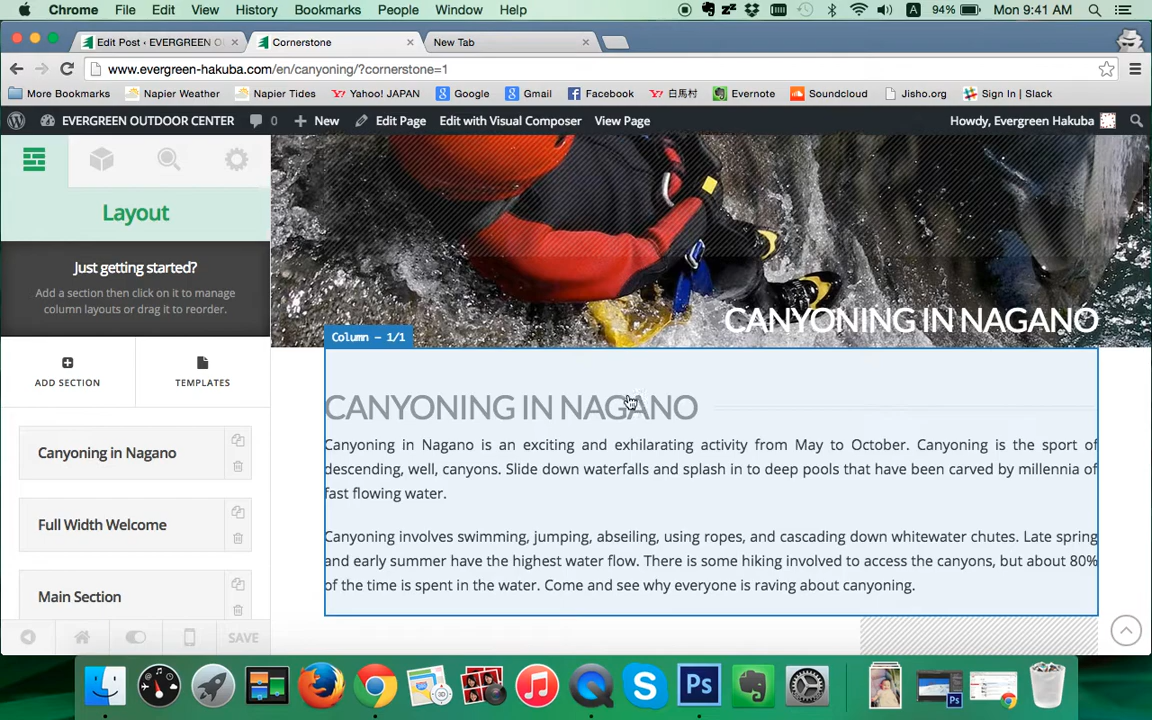 Chrome File Edit View History Bookmarks People Window Help 94% Mon 9:41 AM
Edit Post ‹ EVERGREEN O
Cornerstone
New Tab
www.evergreen-hakuba.com/en/canyoning/?cornerstone=1
More Bookmarks Napier Weather Napier Tides Yahoo! JAPAN Google Gmail Facebook 白馬村 Evernote Soundcloud Jisho.org Sign In | Slack
EVERGREEN OUTDOOR CENTER 0 New Edit Page Edit with Visual Composer View Page Howdy, Evergreen Hakuba
Layout
Just getting started?
Add a section then click on it to manage
column layouts or drag it to reorder.
ADD SECTION
TEMPLATES
Canyoning in Nagano
Full Width Welcome
Main Section
SAVE
CANYONING IN NAGANO
Column – 1/1
CANYONING IN NAGANO
Canyoning in Nagano is an exciting and exhilarating activity from May to October. Canyoning is the sport of
descending, well, canyons. Slide down waterfalls and splash in to deep pools that have been carved by millennia of
fast flowing water.
Canyoning involves swimming, jumping, abseiling, using ropes, and cascading down whitewater chutes. Late spring
and early summer have the highest water flow. There is some hiking involved to access the canyons, but about 80%
of the time is spent in the water. Come and see why everyone is raving about canyoning.
Ps